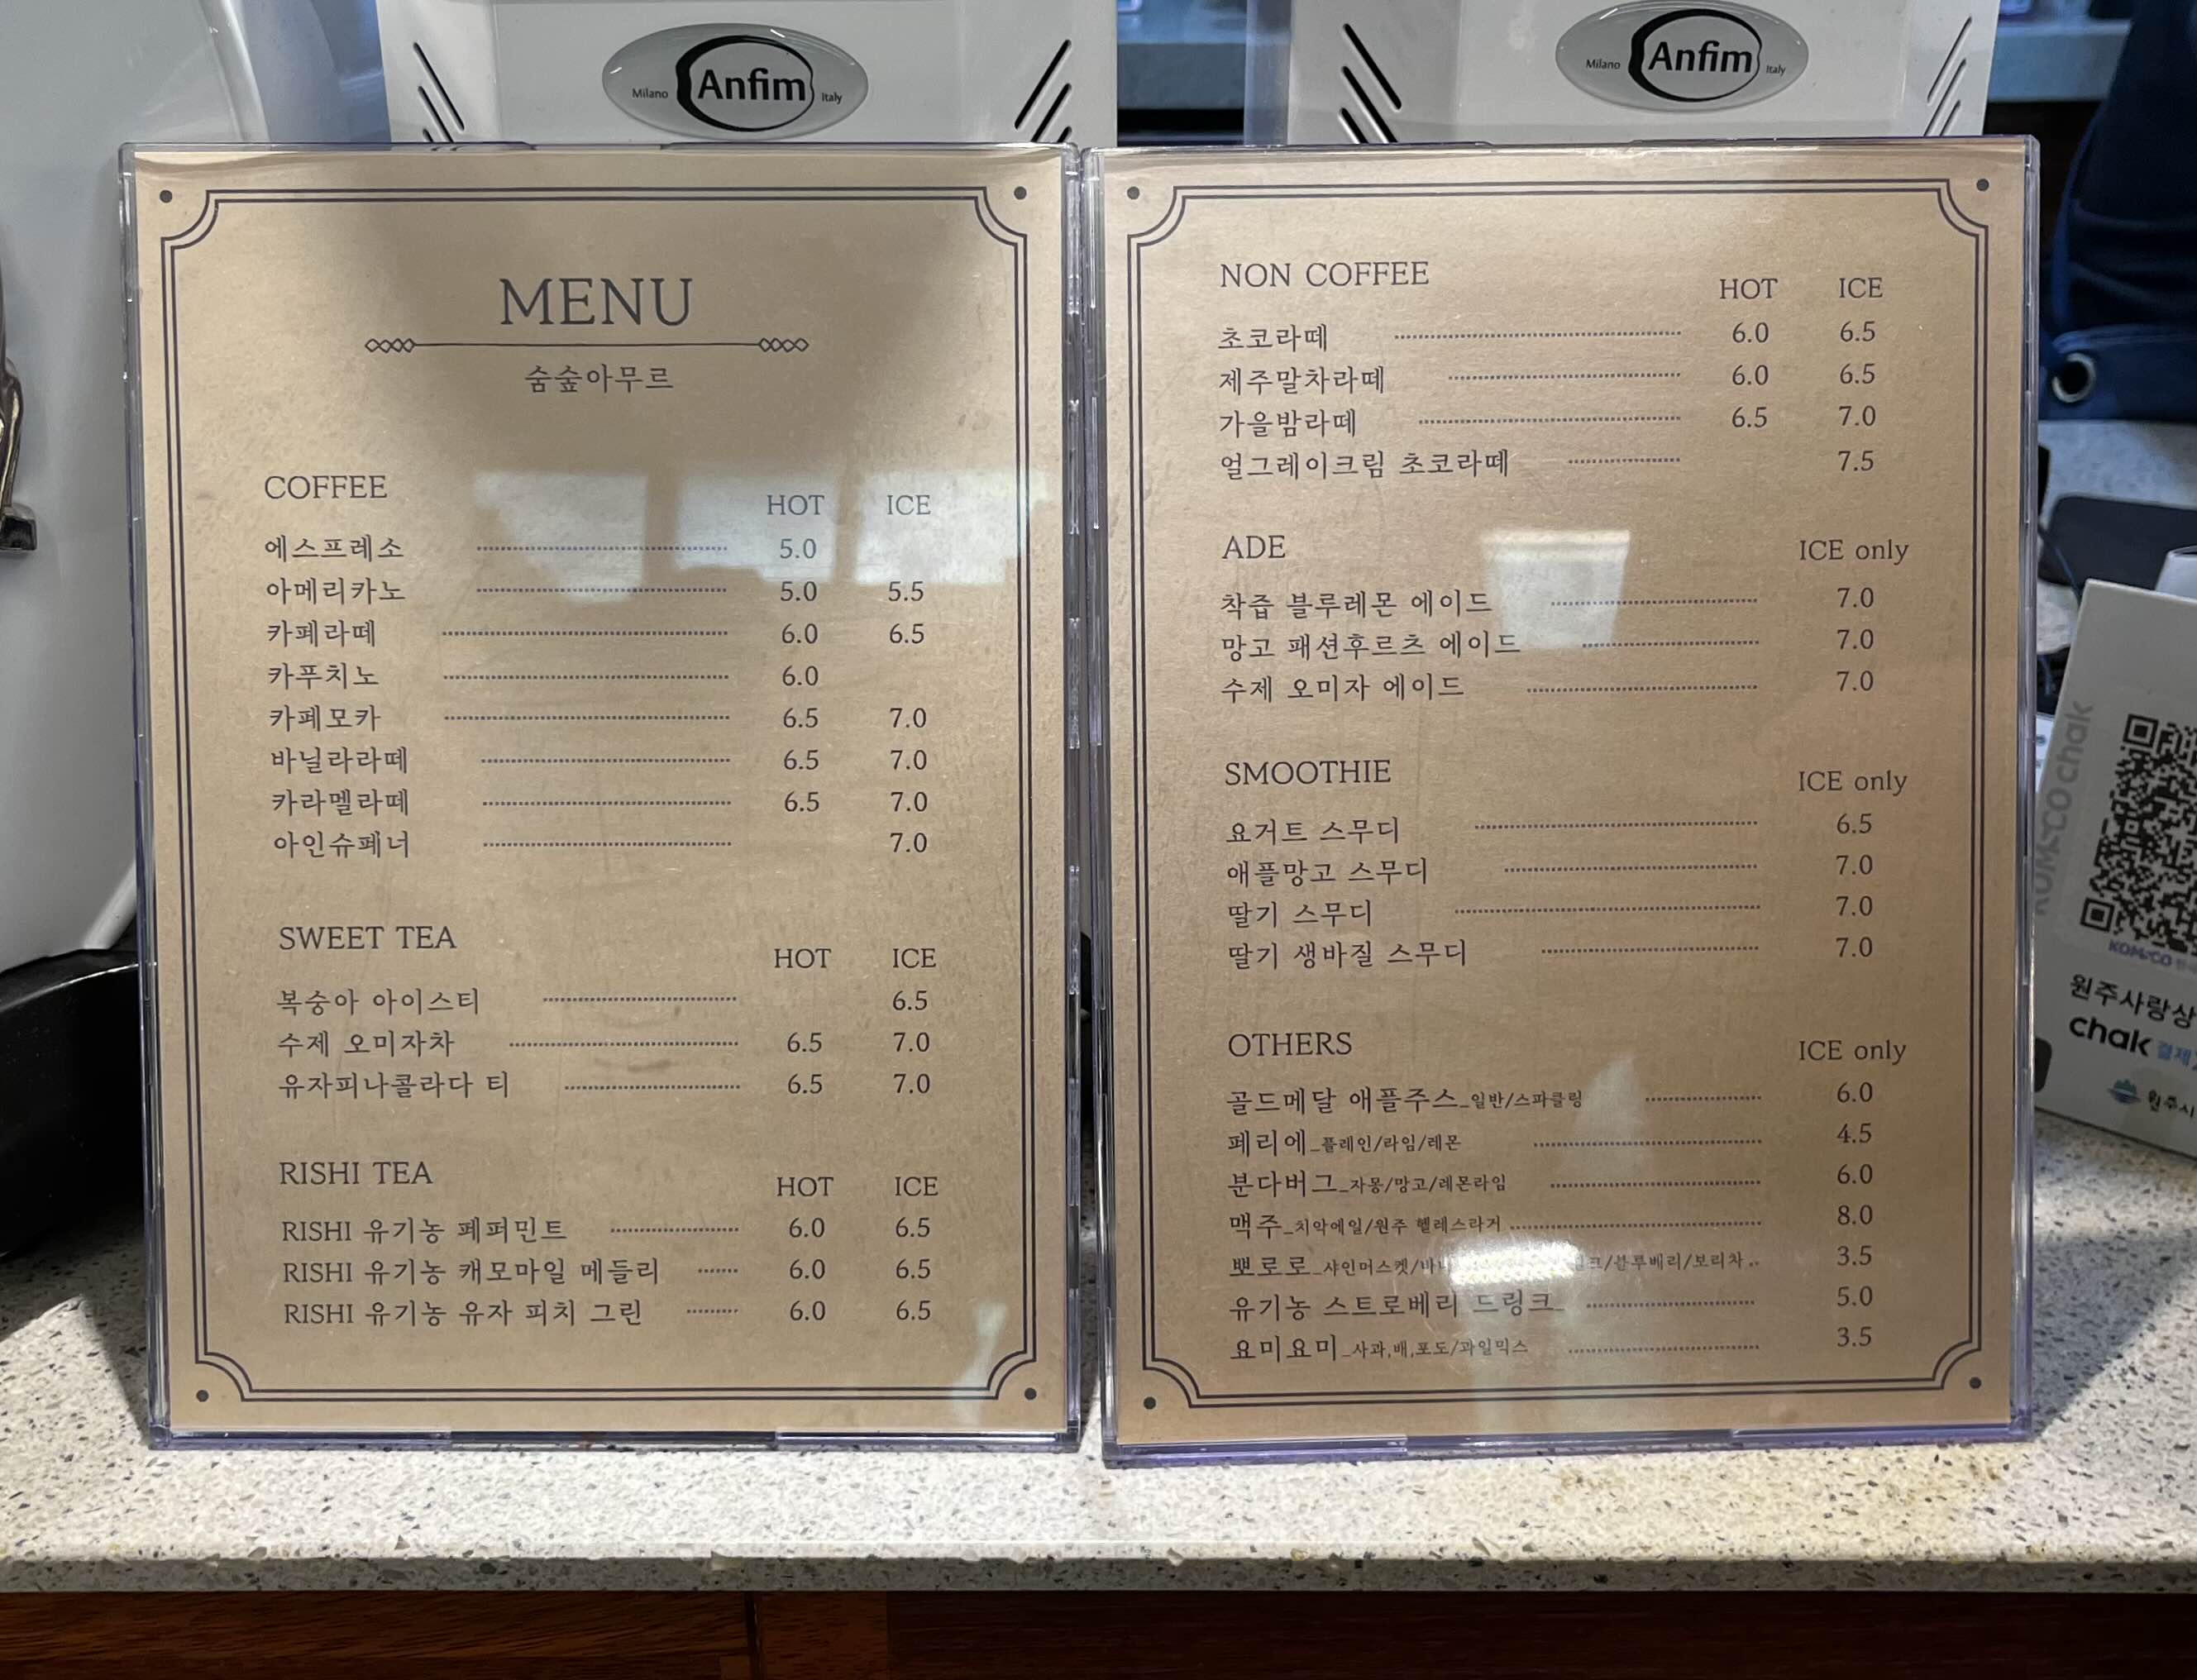 Milano Anfim Italy
Milano Anfim Italy
MENU
숨숲아무르
COFFEE HOT ICE
에스프레소 5.0
아메리카노 5.0 5.5
카페라떼 6.0 6.5
카푸치노 6.0
카페모카 6.5 7.0
바닐라라떼 6.5 7.0
카라멜라떼 6.5 7.0
아인슈페너 7.0
SWEET TEA HOT ICE
복숭아 아이스티 6.5
수제 오미자차 6.5 7.0
유자피나콜라다 티 6.5 7.0
RISHI TEA HOT ICE
RISHI 유기농 페퍼민트 6.0 6.5
RISHI 유기농 캐모마일 메들리 6.0 6.5
RISHI 유기농 유자 피치 그린 6.0 6.5
NON COFFEE HOT ICE
초코라떼 6.0 6.5
제주말차라떼 6.0 6.5
가을밤라떼 6.5 7.0
얼그레이크림 초코라떼 7.5
ADE ICE only
착즙 블루레몬 에이드 7.0
망고 패션후르츠 에이드 7.0
수제 오미자 에이드 7.0
SMOOTHIE ICE only
요거트 스무디 6.5
애플망고 스무디 7.0
딸기 스무디 7.0
딸기 생바질 스무디 7.0
OTHERS ICE only
골드메달 애플주스_일반/스파클링 6.0
페리에_플레인/라임/레몬 4.5
분다버그_자몽/망고/레몬라임 6.0
맥주_치악에일/원주 헬레스라거 8.0
뽀로로_샤인머스켓/ /블루베리/보리차 3.5
유기농 스트로베리 드링크_ 5.0
요미요미_사과,배,포도/과일믹스 3.5
KOMSCO chak
KOMSCO
원주사랑상
chak 결제
원주시